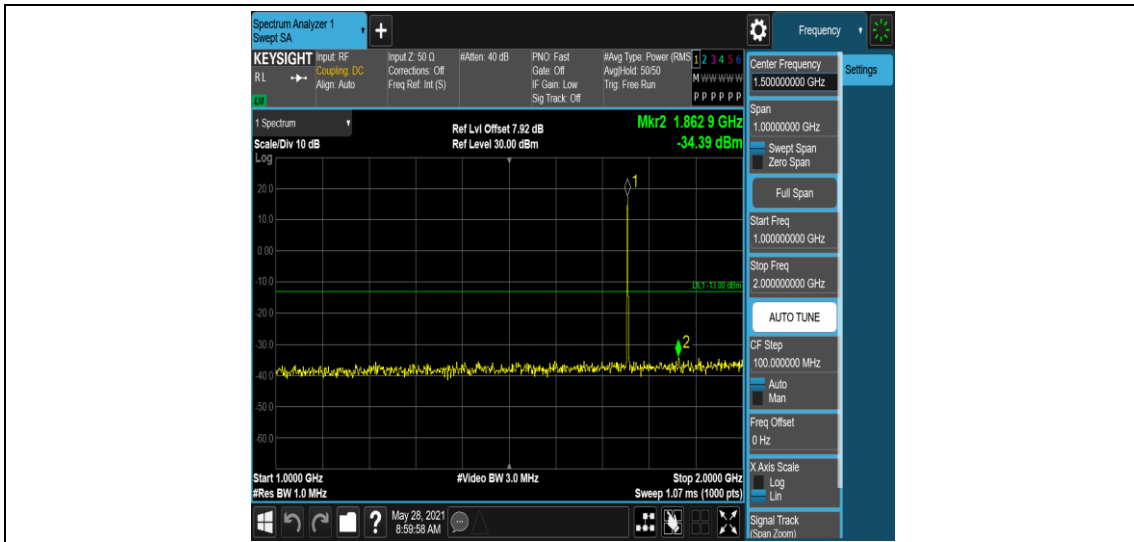 Spectrum Analyzer 1
Swept SA
+
Frequency
KEYSIGHT
RL
LXI
Input: RF
Coupling: DC
Align: Auto
Input Z: 50 Ω
Corrections: Off
Freq Ref: Int (S)
#Atten: 40 dB
PNO: Fast
Gate: Off
IF Gain: Low
Sig Track: Off
#Avg Type: Power (RMS
Avg|Hold: 50/50
Trig: Free Run
1 2 3 4 5 6
M W W W W W
P P P P P P
1 Spectrum
Scale/Div 10 dB
Log
Ref Lvl Offset 7.92 dB
Ref Level 30.00 dBm
Mkr2 1.862 9 GHz
-34.39 dBm
1
20.0
10.0
0.00
-10.0
DL1 -13.00 dBm
-20.0
-30.0
2
-40.0
-50.0
-60.0
Start 1.0000 GHz
#Res BW 1.0 MHz
#Video BW 3.0 MHz
Stop 2.0000 GHz
Sweep 1.07 ms (1000 pts)
Center Frequency
1.500000000 GHz
Settings
Span
1.00000000 GHz
Swept Span
Zero Span
Full Span
Start Freq
1.000000000 GHz
Stop Freq
2.000000000 GHz
AUTO TUNE
CF Step
100.000000 MHz
Auto
Man
Freq Offset
0 Hz
X Axis Scale
Log
Lin
Signal Track
(Span Zoom)
?
May 28, 2021
8:59:58 AM